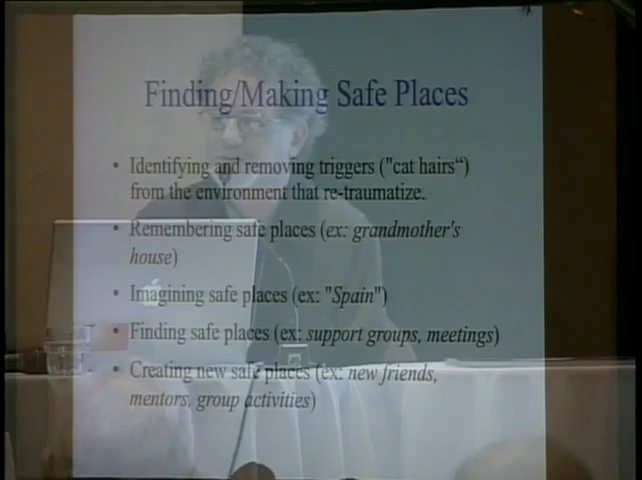 Finding/Making Safe Places
• Identifying and removing triggers ("cat hairs“)
from the environment that re-traumatize.
• Remembering safe places (ex: grandmother's
house)
• Imagining safe places (ex: "Spain")
• Finding safe places (ex: support groups, meetings)
• Creating new safe places (ex: new friends,
mentors, group activities)